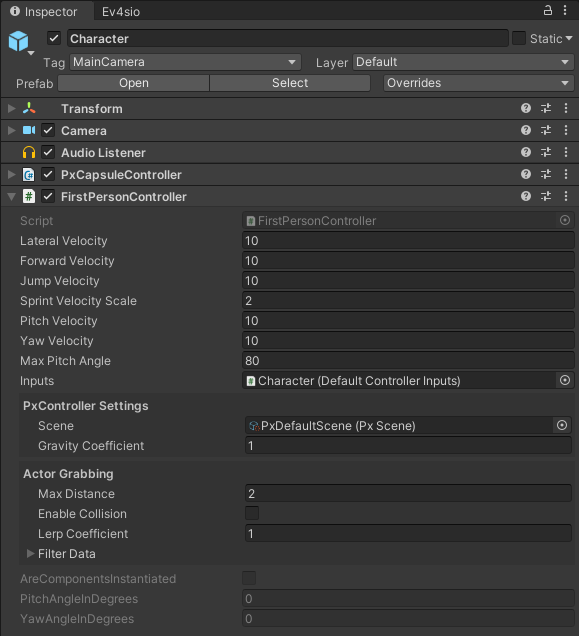 Inspector Ev4sio
Character Static
Tag MainCamera Layer Default
Prefab Open Select Overrides
Transform
Camera
Audio Listener
PxCapsuleController
FirstPersonController
Script FirstPersonController
Lateral Velocity 10
Forward Velocity 10
Jump Velocity 10
Sprint Velocity Scale 2
Pitch Velocity 10
Yaw Velocity 10
Max Pitch Angle 80
Inputs Character (Default Controller Inputs)
PxController Settings
Scene PxDefaultScene (Px Scene)
Gravity Coefficient 1
Actor Grabbing
Max Distance 2
Enable Collision
Lerp Coefficient 1
Filter Data
AreComponentsInstantiated
PitchAngleInDegrees 0
YawAngleInDegrees 0